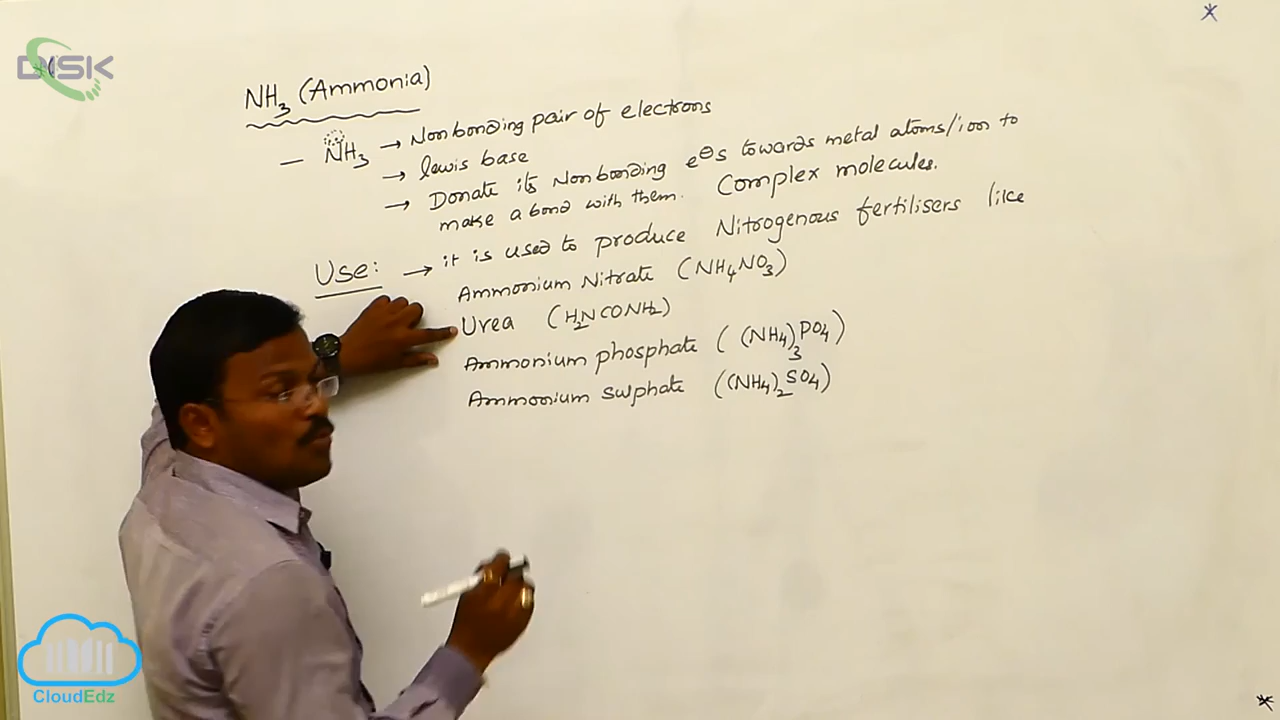 DISK
NH3 (Ammonia)
— NH3 → Nonbonding pair of electrons
→ lewis base
→ Donate its Nonbonding e⊖s towards metal atoms/ion to
make a bond with them. Complex molecules.
Use: → it is used to produce Nitrogenous fertilisers like
Ammonium Nitrate (NH4NO3)
Urea (H2NCONH2)
Ammonium phosphate ((NH4)3PO4)
Ammonium sulphate ((NH4)2SO4)
CloudEdz